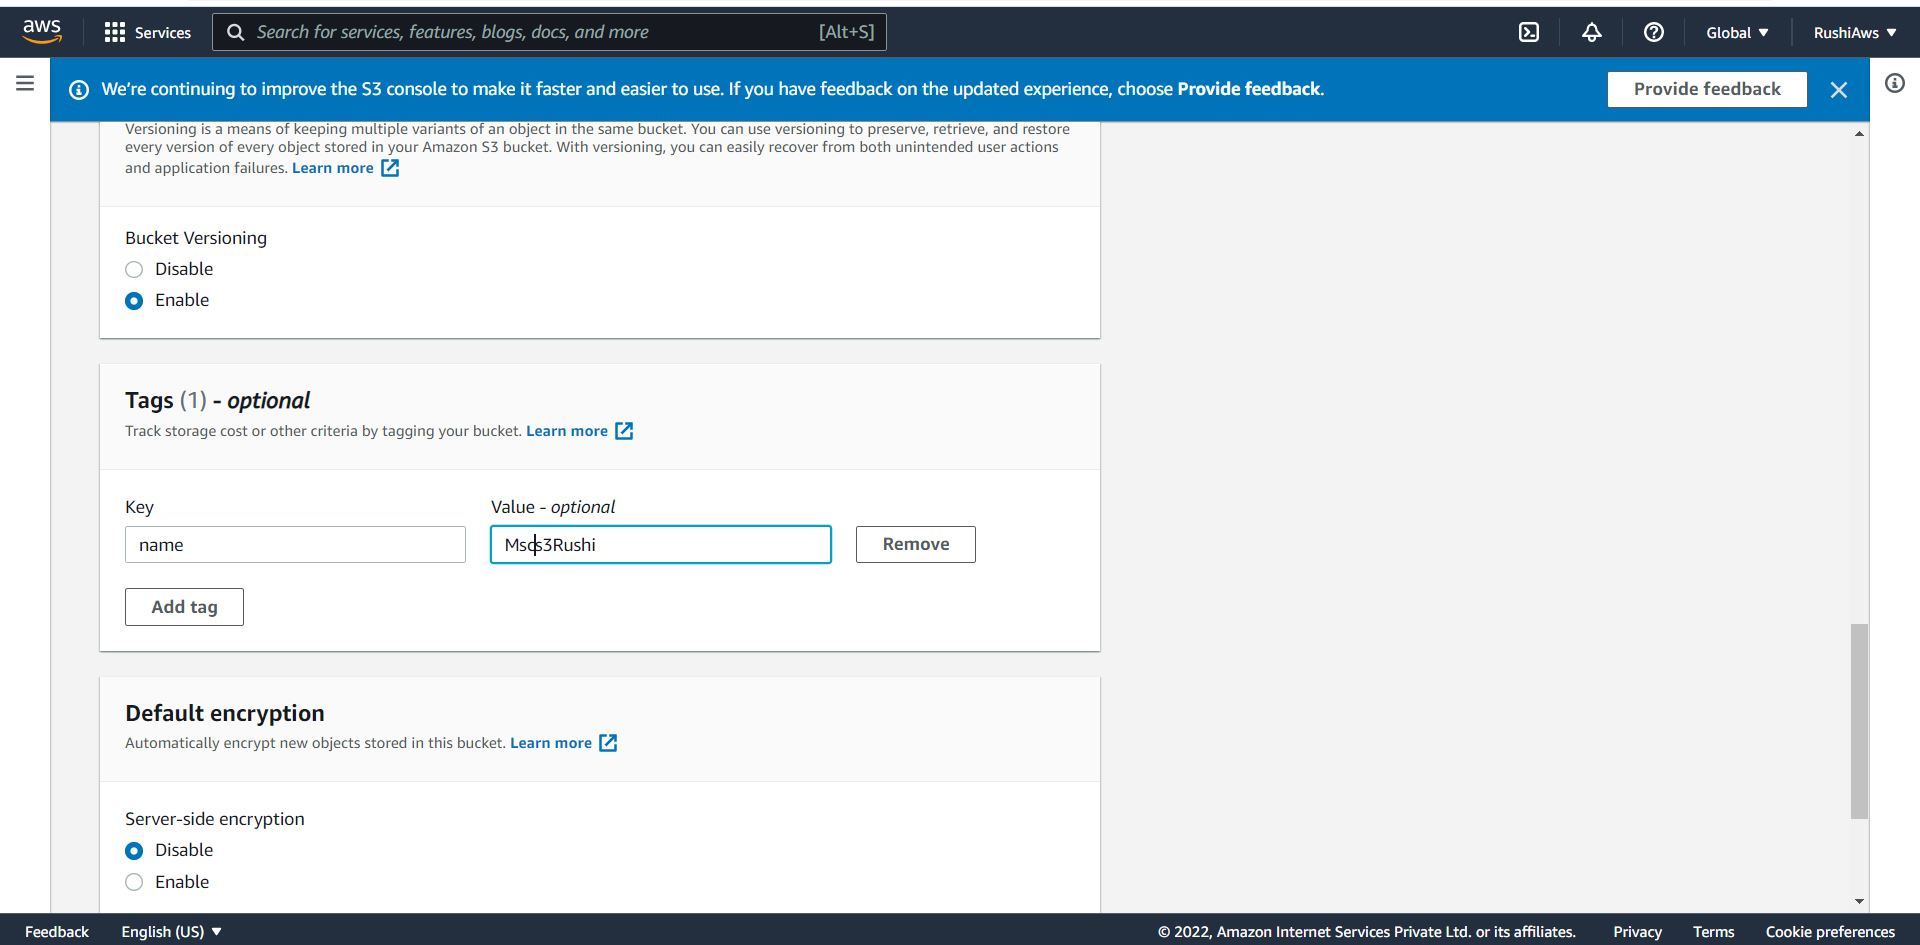 aws Services Search for services, features, blogs, docs, and more [Alt+S] Global ▼ RushiAws ▼
We're continuing to improve the S3 console to make it faster and easier to use. If you have feedback on the updated experience, choose Provide feedback. Provide feedback
Versioning is a means of keeping multiple variants of an object in the same bucket. You can use versioning to preserve, retrieve, and restore
every version of every object stored in your Amazon S3 bucket. With versioning, you can easily recover from both unintended user actions
and application failures. Learn more
Bucket Versioning
Disable
Enable
Tags (1) - optional
Track storage cost or other criteria by tagging your bucket. Learn more
Key Value - optional
name Mscs3Rushi Remove
Add tag
Default encryption
Automatically encrypt new objects stored in this bucket. Learn more
Server-side encryption
Disable
Enable
Feedback English (US) ▼ © 2022, Amazon Internet Services Private Ltd. or its affiliates. Privacy Terms Cookie preferences